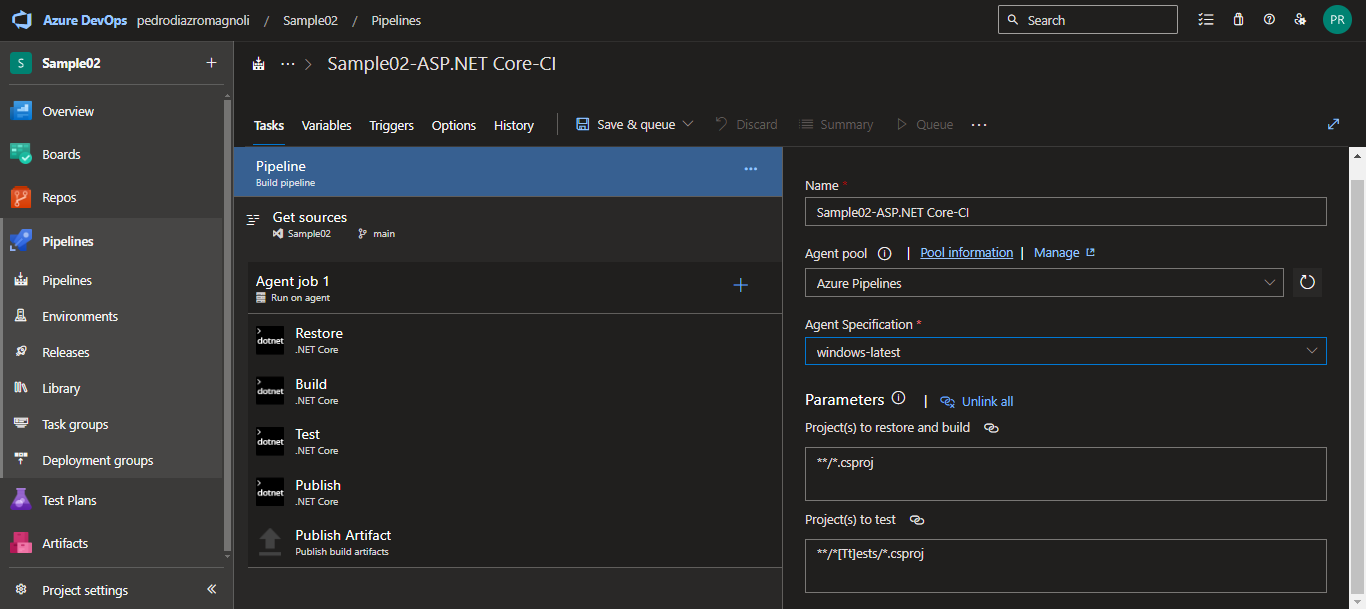 Azure DevOps pedrodiazromagnoli / Sample02 / Pipelines
Search
PR
S Sample02
Overview
Boards
Repos
Pipelines
Pipelines
Environments
Releases
Library
Task groups
Deployment groups
Test Plans
Artifacts
Project settings
... > Sample02-ASP.NET Core-CI
Tasks Variables Triggers Options History Save & queue Discard Summary Queue ...
Pipeline
Build pipeline
Get sources
Sample02 main
Agent job 1
Run on agent
dotnet Restore
.NET Core
dotnet Build
.NET Core
dotnet Test
.NET Core
dotnet Publish
.NET Core
Publish Artifact
Publish build artifacts
Name *
Sample02-ASP.NET Core-CI
Agent pool | Pool information | Manage
Azure Pipelines
Agent Specification *
windows-latest
Parameters | Unlink all
Project(s) to restore and build
**/*.csproj
Project(s) to test
**/*[Tt]ests/*.csproj